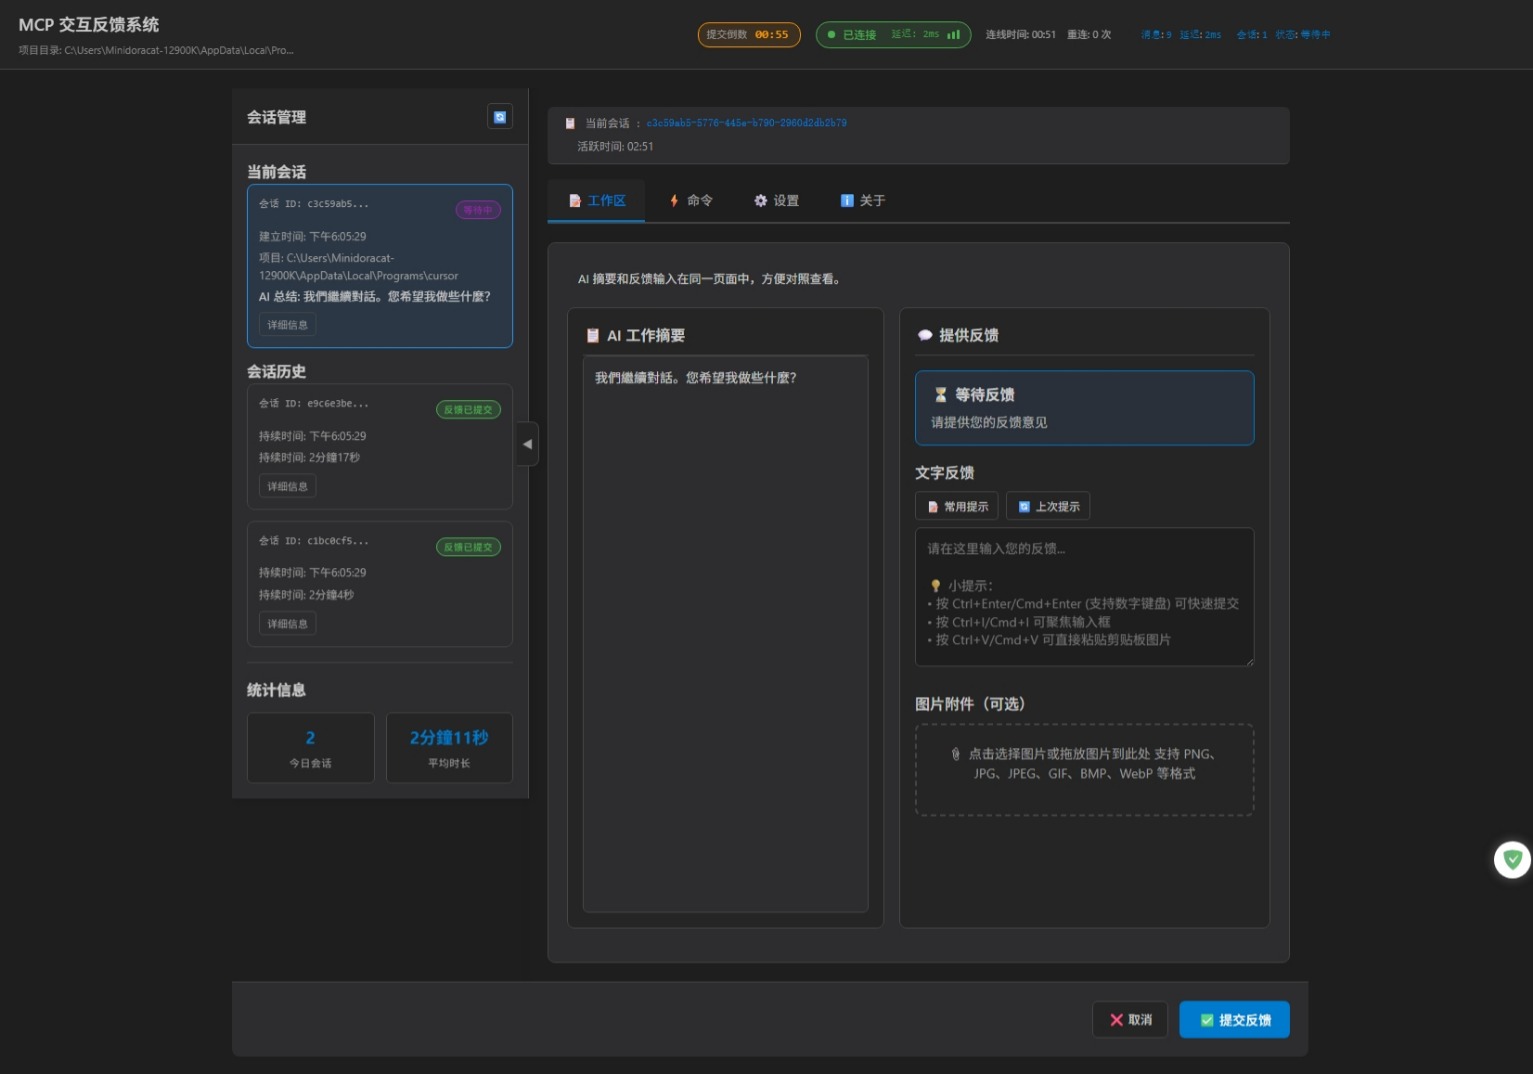 MCP 交互反馈系统
项目目录: C:\Users\Minidoracat-12900K\AppData\Local\Pro...
提交倒数 00:55
已连接 延迟: 2ms
连线时间: 00:51 重连: 0 次
消息: 9 延迟: 2ms 会话: 1 状态: 等待中
会话管理
当前会话
会话 ID: c3c59ab5...
等待中
建立时间: 下午6:05:29
项目: C:\Users\Minidoracat-
12900K\AppData\Local\Programs\cursor
AI 总结: 我們繼續對話。您希望我做些什麼?
详细信息
会话历史
会话 ID: e9c6e3be...
反馈已提交
持续时间: 下午6:05:29
持续时间: 2分鐘17秒
详细信息
会话 ID: c1bc0cf5...
反馈已提交
持续时间: 下午6:05:29
持续时间: 2分鐘4秒
详细信息
统计信息
2
今日会话
2分鐘11秒
平均时长
当前会话 : c3c59ab5-5776-445e-b790-2960d2db2b79
活跃时间: 02:51
工作区
命令
设置
关于
AI 摘要和反馈输入在同一页面中，方便对照查看。
AI 工作摘要
我們繼續對話。您希望我做些什麼?
提供反馈
等待反馈
请提供您的反馈意见
文字反馈
常用提示
上次提示
请在这里输入您的反馈...
小提示:
• 按 Ctrl+Enter/Cmd+Enter (支持数字键盘) 可快速提交
• 按 Ctrl+I/Cmd+I 可聚焦输入框
• 按 Ctrl+V/Cmd+V 可直接粘贴剪贴板图片
图片附件（可选）
点击选择图片或拖放图片到此处 支持 PNG、
JPG、JPEG、GIF、BMP、WebP 等格式
取消
提交反馈